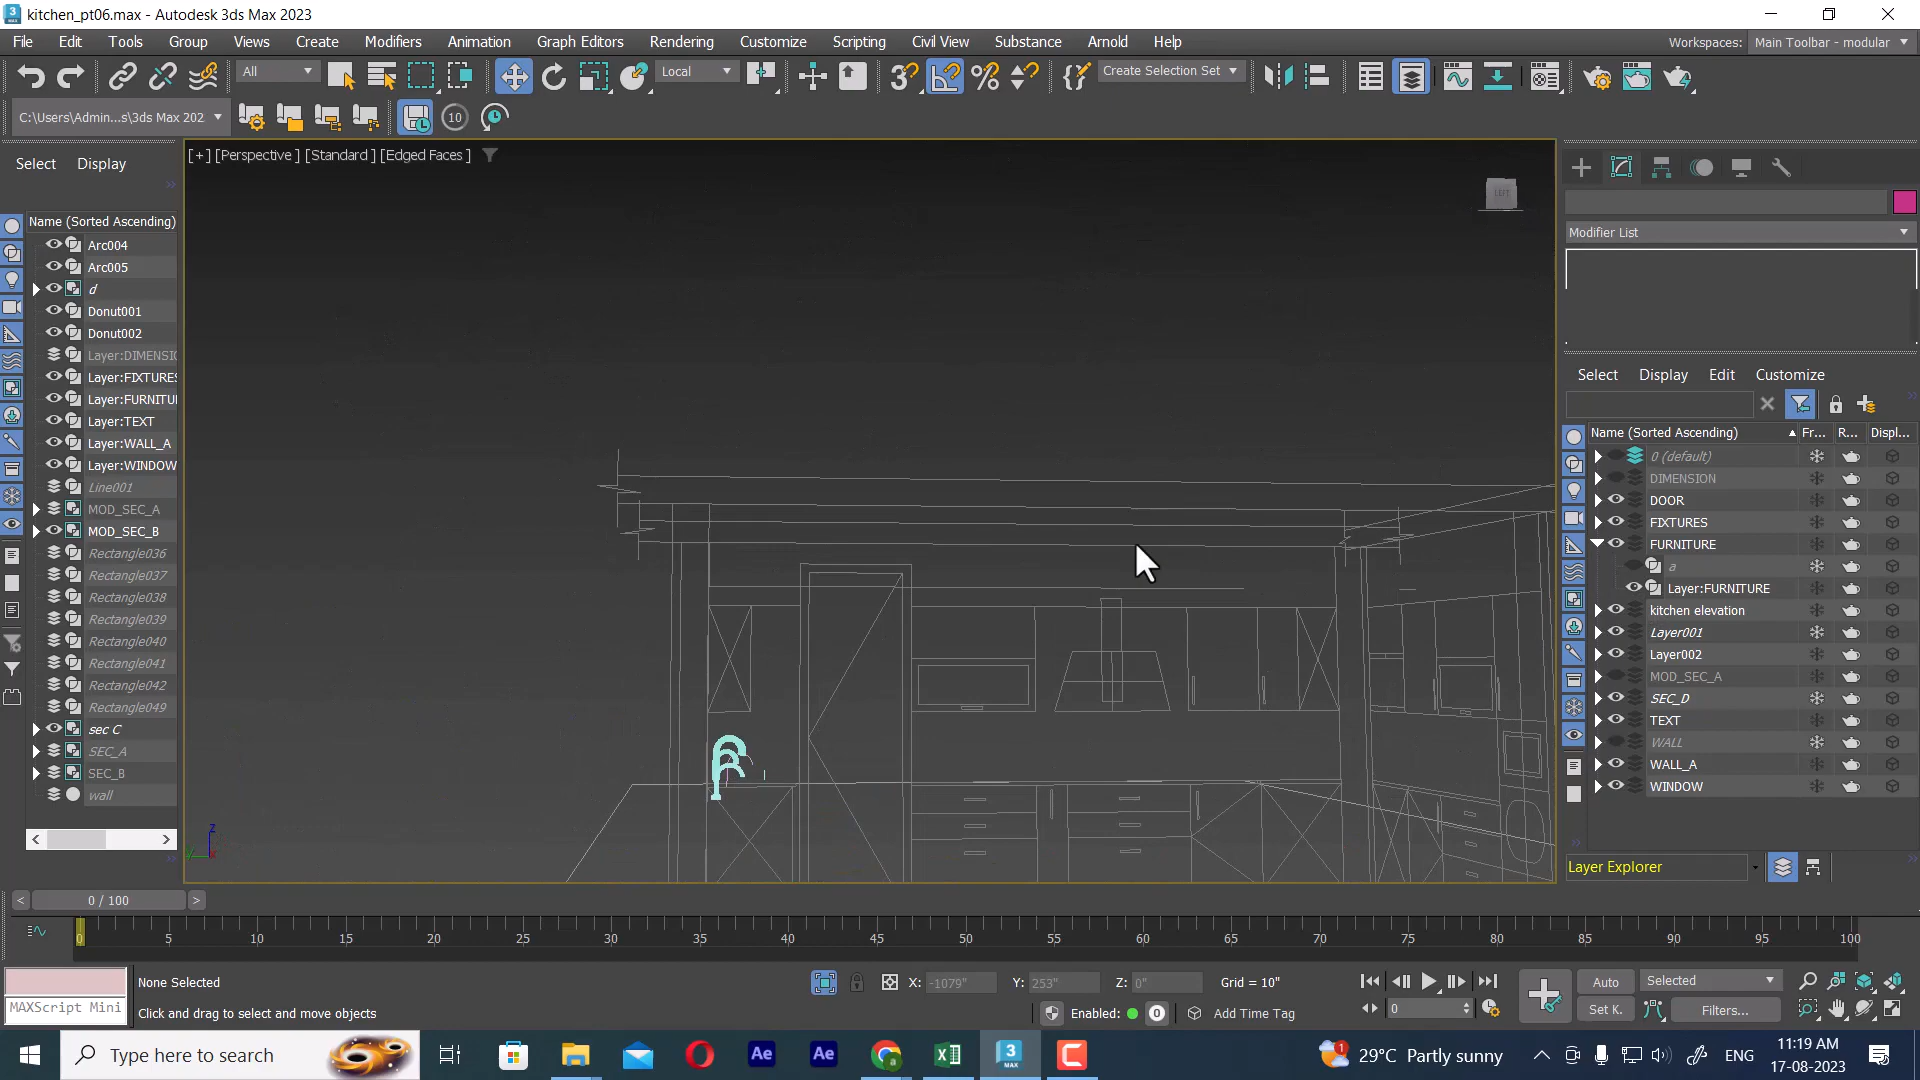 kitchen_pt06.max - Autodesk 3ds Max 2023
File Edit Tools Group Views Create Modifiers Animation Graph Editors Rendering Customize Scripting Civil View Substance Arnold Help
Workspaces: Main Toolbar - modular
All Local Create Selection Set
C:\Users\Admin...s\3ds Max 202 10
[+] [Perspective ] [Standard ] [Edged Faces ]
LEFT
Select Display
Name (Sorted Ascending)
Arc004
Arc005
d
Donut001
Donut002
Layer:DIMENSI
Layer:FIXTURES
Layer:FURNITU
Layer:TEXT
Layer:WALL_A
Layer:WINDOW
Line001
MOD_SEC_A
MOD_SEC_B
Rectangle036
Rectangle037
Rectangle038
Rectangle039
Rectangle040
Rectangle041
Rectangle042
Rectangle049
sec C
SEC_A
SEC_B
wall
z
y x
Modifier List
Select Display Edit Customize
Name (Sorted Ascending) Fr... R... Displ...
0 (default)
DIMENSION
DOOR
FIXTURES
FURNITURE
a
Layer:FURNITURE
kitchen elevation
Layer001
Layer002
MOD_SEC_A
SEC_D
TEXT
WALL
WALL_A
WINDOW
Layer Explorer
0 / 100
0 5 10 15 20 25 30 35 40 45 50 55 60 65 70 75 80 85 90 95 100
None Selected
X: -1079" Y: 253" Z: 0" Grid = 10"
Auto Selected
MAXScript Mini
Click and drag to select and move objects
Enabled: 0 Add Time Tag
0
Set K. Filters...
Type here to search
Ae Ae 3 MAX
1 29°C Partly sunny
ENG
11:19 AM
17-08-2023